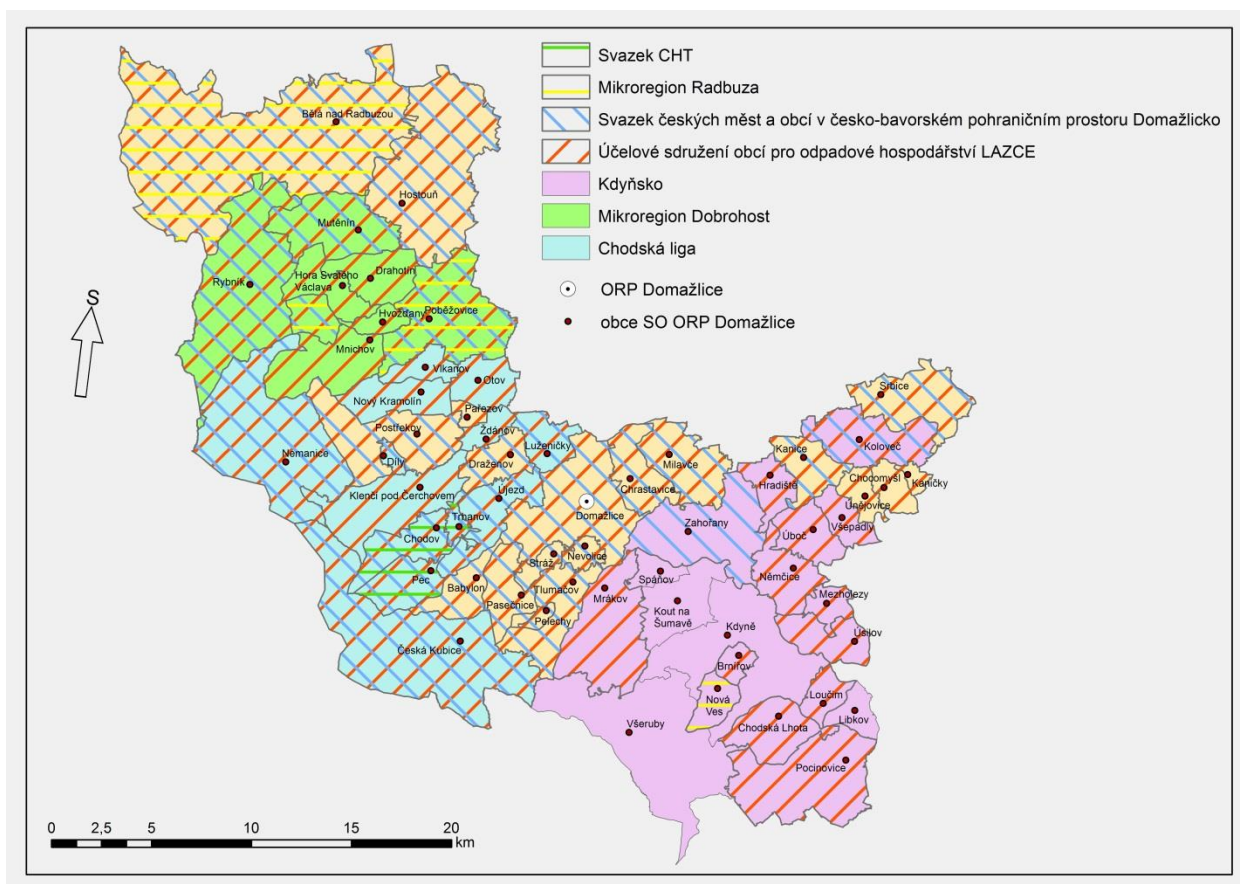 Svazek CHT
Mikroregion Radbuza
Svazek českých měst a obcí v česko-bavorském pohraničním prostoru Domažlicko
Účelové sdružení obcí pro odpadové hospodářství LAZCE
Kdyňsko
Mikroregion Dobrohost
Chodská liga
ORP Domažlice
obce SO ORP Domažlice
S
Bělá nad Radbuzou
Hostouň
Mutěnín
Rybník
Hora Svatého
Václava
Drahotín
Hvožďany
Poběžovice
Mnichov
Vlkanov
Otov
Nový Kramolín
Pařezov
Postřekov
Ždánov
Luženičky
Díly
Draženov
Nemanice
Klenčí pod Čerchovem
Újezd
Trhanov
Chodov
Pec
Babylon
Česká Kubice
Domažlice
Stráž
Nevolice
Pasečnice
Tlumačov
Pelechy
Mrákov
Milavče
Chrastavice
Zahořany
Srbice
Koloveč
Kanice
Hradiště
Chocomyšl
Kaničky
Únějovice
Všepadly
Úboč
Němčice
Mezholezy
Úsilov
Spáňov
Kout na
Šumavě
Kdyně
Brnířov
Nová
Ves
Loučim
Libkov
Chodská Lhota
Všeruby
Pocinovice
0 2,5 5 10 15 20
km